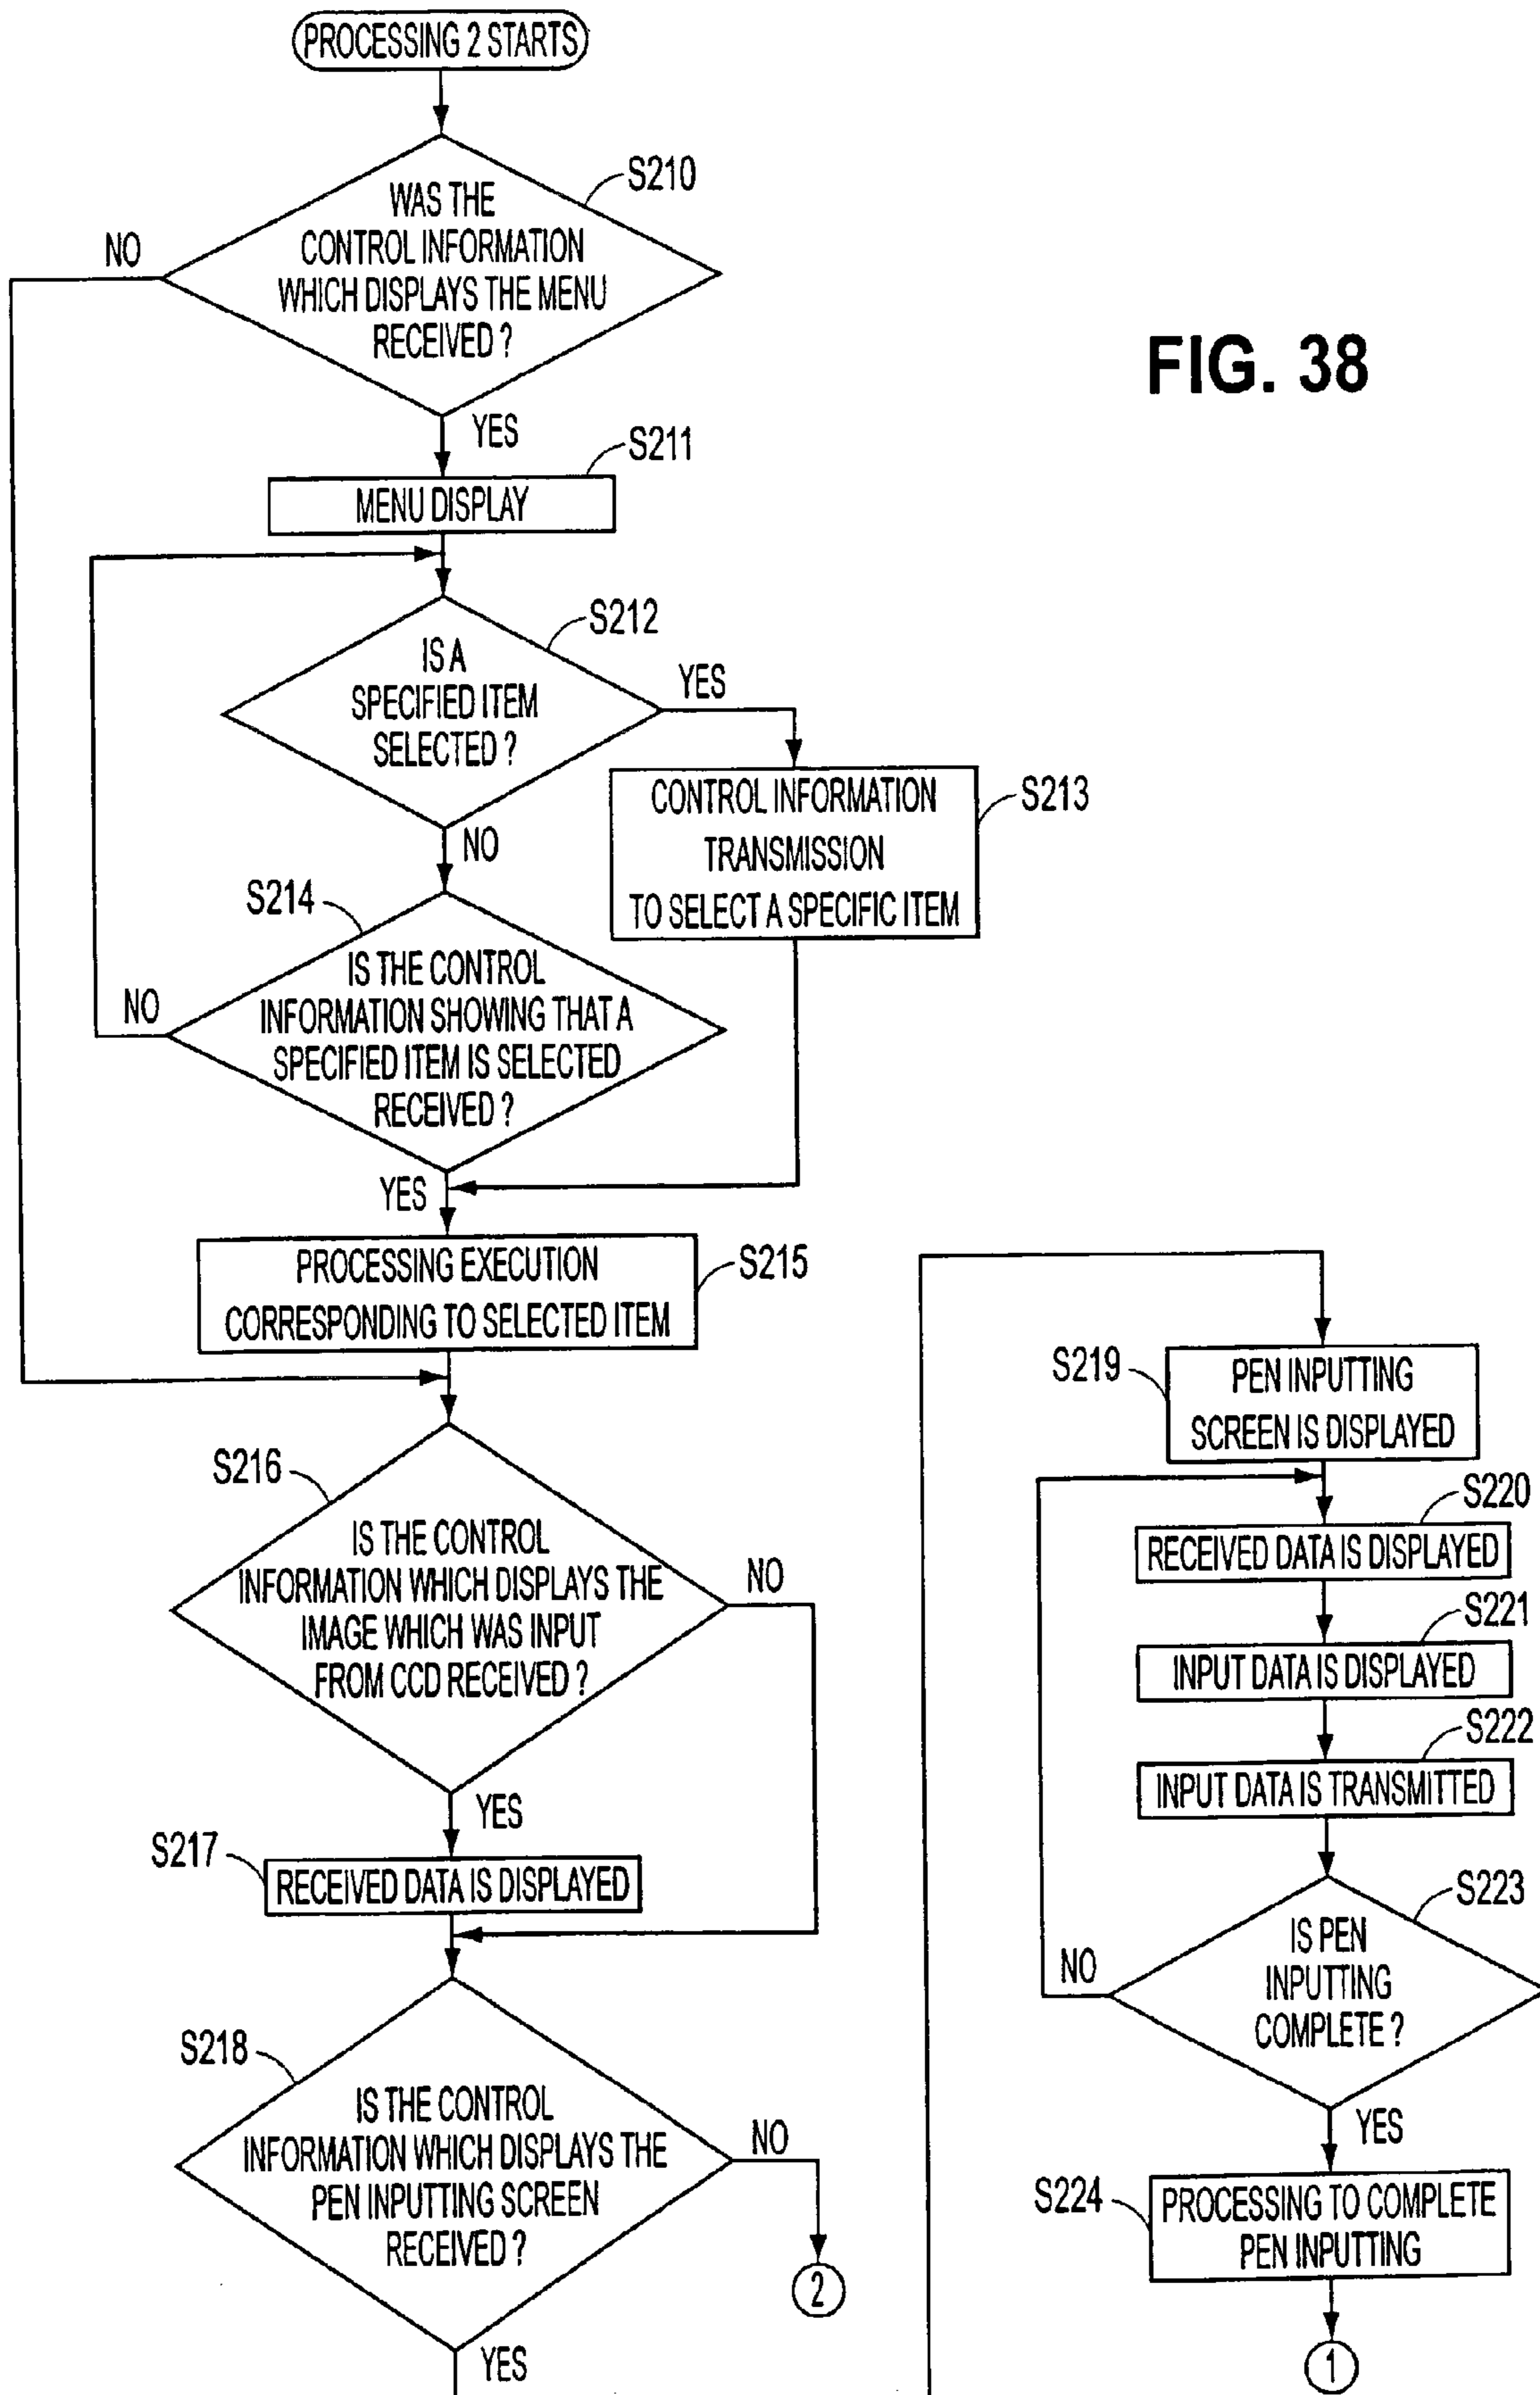 PROCESSING 2 STARTS
S210
WAS THE
CONTROL INFORMATION
WHICH DISPLAYS THE MENU
RECEIVED ?
NO
YES
FIG. 38
S211
MENU DISPLAY
S212
IS A
SPECIFIED ITEM
SELECTED ?
YES
NO
S213
CONTROL INFORMATION
TRANSMISSION
TO SELECT A SPECIFIC ITEM
S214
IS THE CONTROL
INFORMATION SHOWING THAT A
SPECIFIED ITEM IS SELECTED
RECEIVED ?
NO
YES
S215
PROCESSING EXECUTION
CORRESPONDING TO SELECTED ITEM
S216
IS THE CONTROL
INFORMATION WHICH DISPLAYS THE
IMAGE WHICH WAS INPUT
FROM CCD RECEIVED ?
NO
YES
S217
RECEIVED DATA IS DISPLAYED
S218
IS THE CONTROL
INFORMATION WHICH DISPLAYS THE
PEN INPUTTING SCREEN
RECEIVED ?
NO
2
YES
S219
PEN INPUTTING
SCREEN IS DISPLAYED
S220
RECEIVED DATA IS DISPLAYED
S221
INPUT DATA IS DISPLAYED
S222
INPUT DATA IS TRANSMITTED
S223
IS PEN
INPUTTING
COMPLETE ?
NO
YES
S224
PROCESSING TO COMPLETE
PEN INPUTTING
1